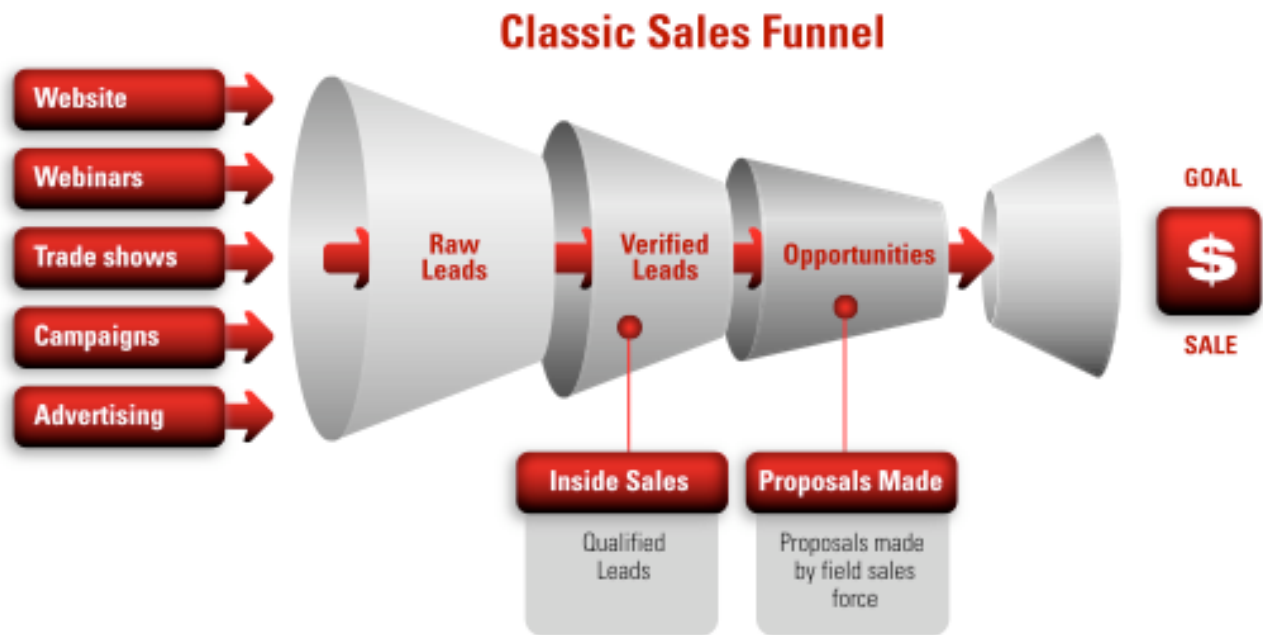 Classic Sales Funnel
Website
Webinars
Trade shows
Campaigns
Advertising
Raw
Leads
Verified
Leads
Opportunities
GOAL
$
SALE
Inside Sales
Qualified
Leads
Proposals Made
Proposals made
by field sales
force